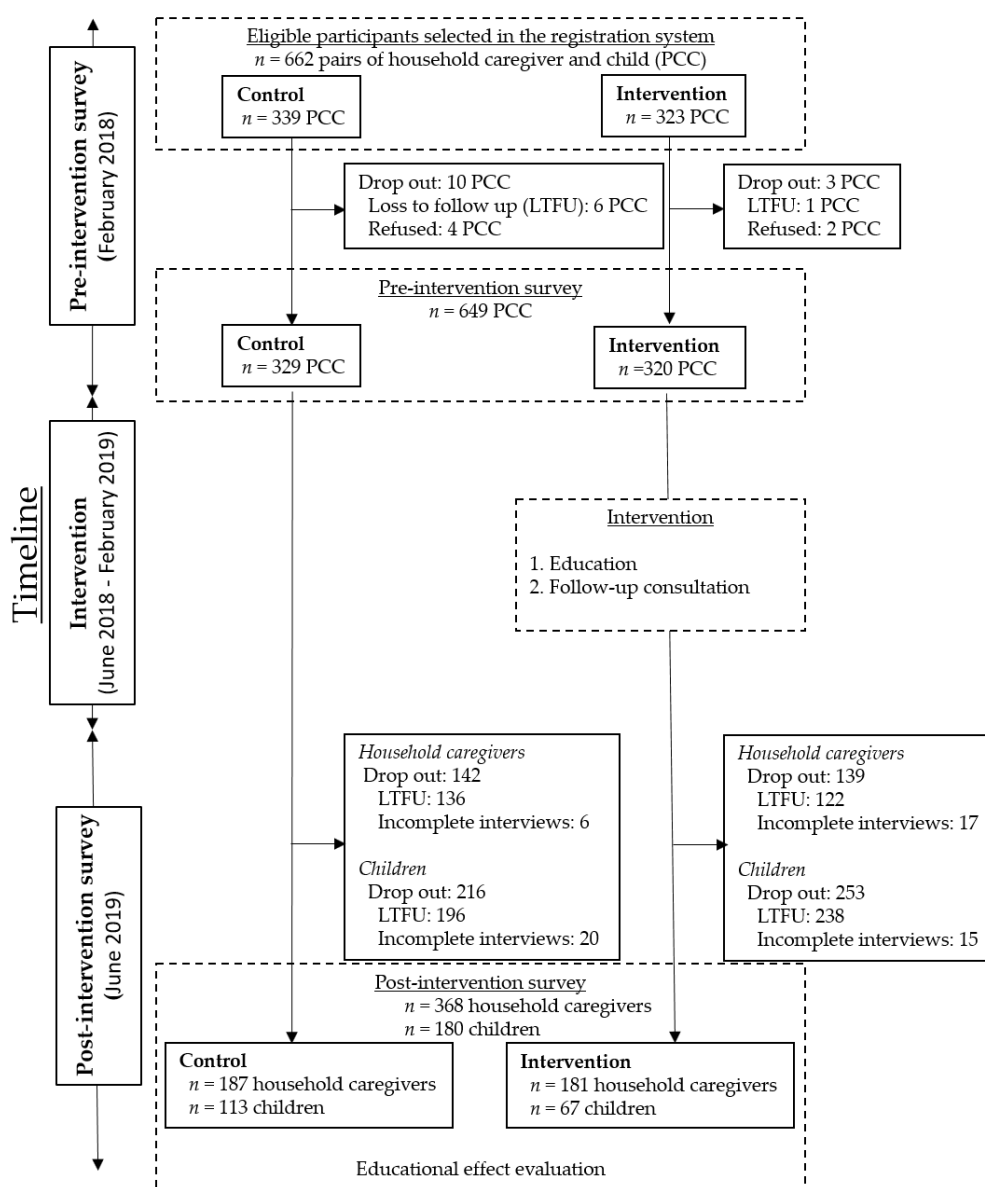 Timeline
Pre-intervention survey
(February 2018)
Eligible participants selected in the registration system
n = 662 pairs of household caregiver and child (PCC)
Control
n = 339 PCC
Intervention
n = 323 PCC
Drop out: 10 PCC
Loss to follow up (LTFU): 6 PCC
Refused: 4 PCC
Drop out: 3 PCC
LTFU: 1 PCC
Refused: 2 PCC
Pre-intervention survey
n = 649 PCC
Control
n = 329 PCC
Intervention
n =320 PCC
Intervention
(June 2018 - February 2019)
Intervention
1. Education
2. Follow-up consultation
Post-intervention survey
(June 2019)
Household caregivers
Drop out: 142
LTFU: 136
Incomplete interviews: 6
Children
Drop out: 216
LTFU: 196
Incomplete interviews: 20
Household caregivers
Drop out: 139
LTFU: 122
Incomplete interviews: 17
Children
Drop out: 253
LTFU: 238
Incomplete interviews: 15
Post-intervention survey
n = 368 household caregivers
n = 180 children
Control
n = 187 household caregivers
n = 113 children
Intervention
n = 181 household caregivers
n = 67 children
Educational effect evaluation